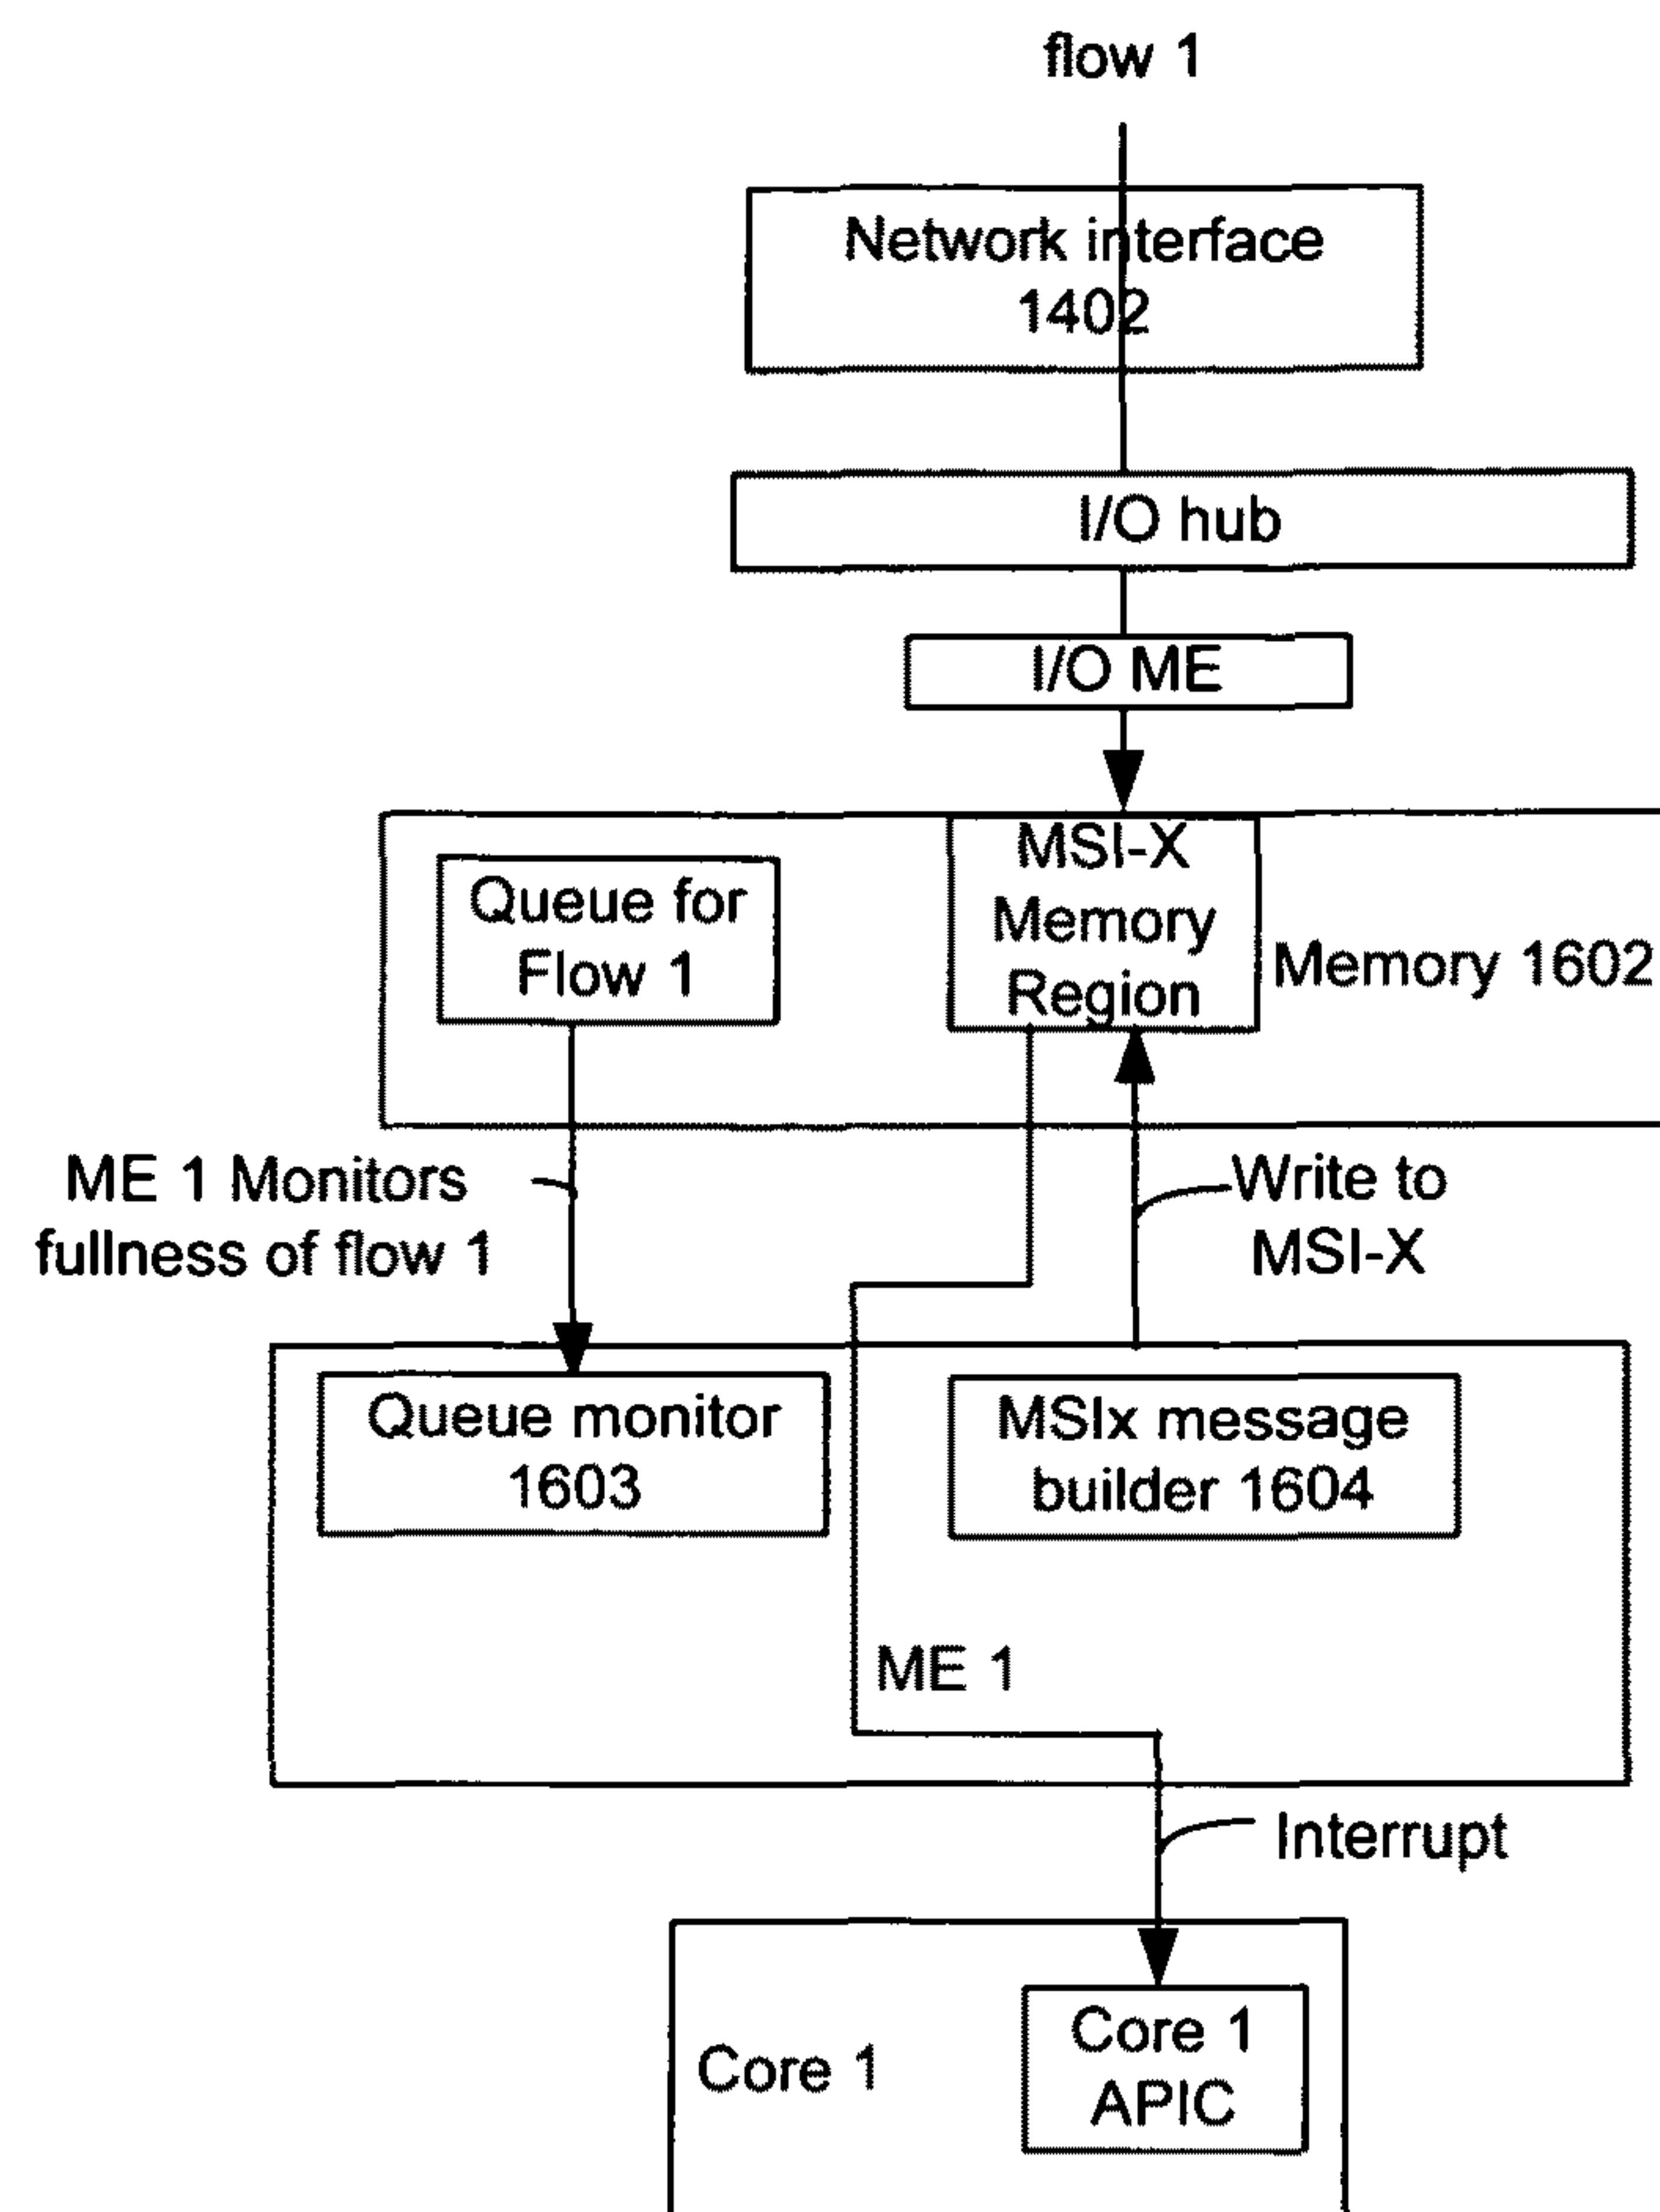 flow 1
Network interface
1402
I/O hub
I/O ME
Queue for
Flow 1
MSI-X
Memory
Region
Memory 1602
ME 1 Monitors
fullness of flow 1
Write to
MSI-X
Queue monitor
1603
MSIx message
builder 1604
ME 1
Interrupt
Core 1
Core 1
APIC